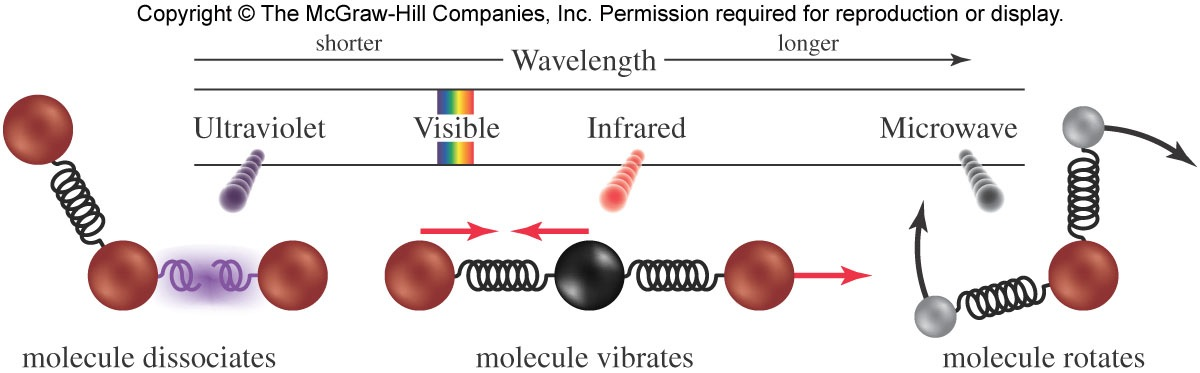 Copyright © The McGraw-Hill Companies, Inc. Permission required for reproduction or display.
shorter
Wavelength
longer
Ultraviolet
Visible
Infrared
Microwave
molecule dissociates
molecule vibrates
molecule rotates